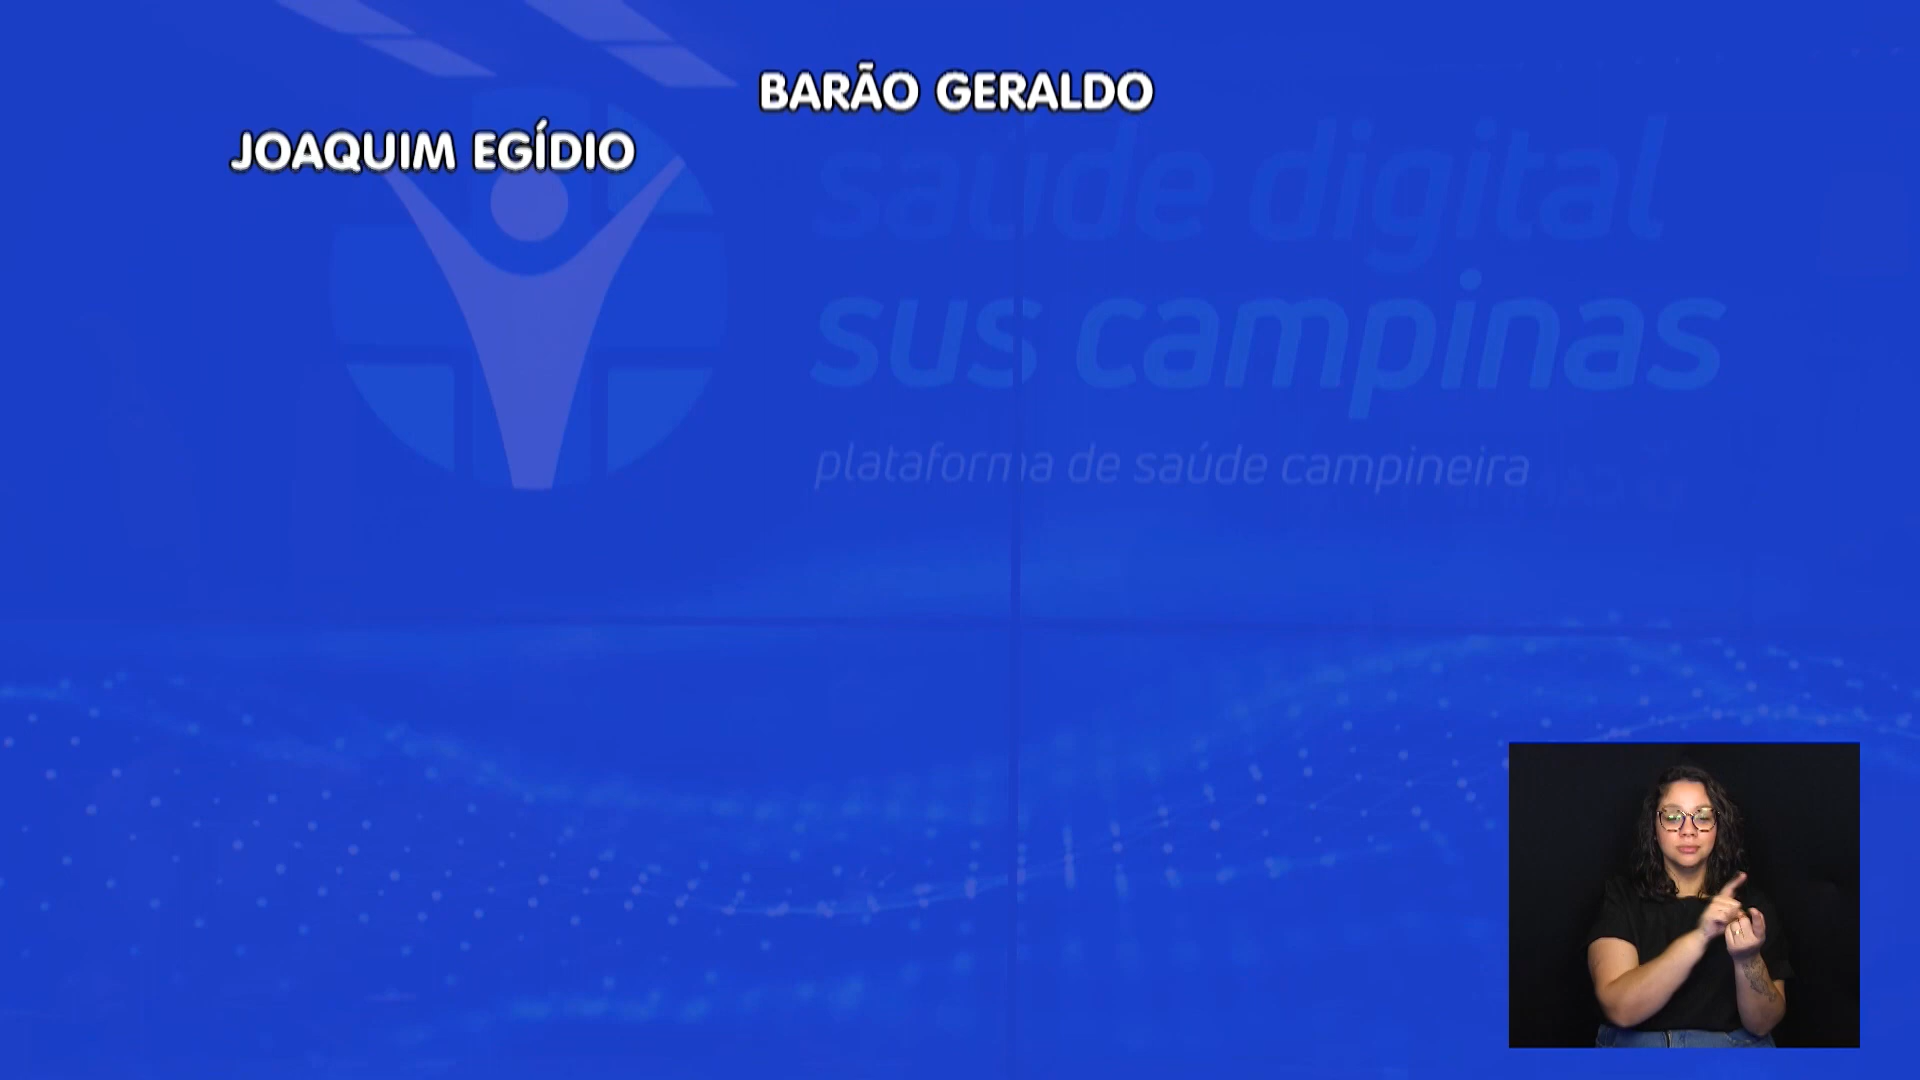 BARÃO GERALDO
JOAQUIM EGÍDIO
saúde digital
sus campinas
plataforma de saúde campineira